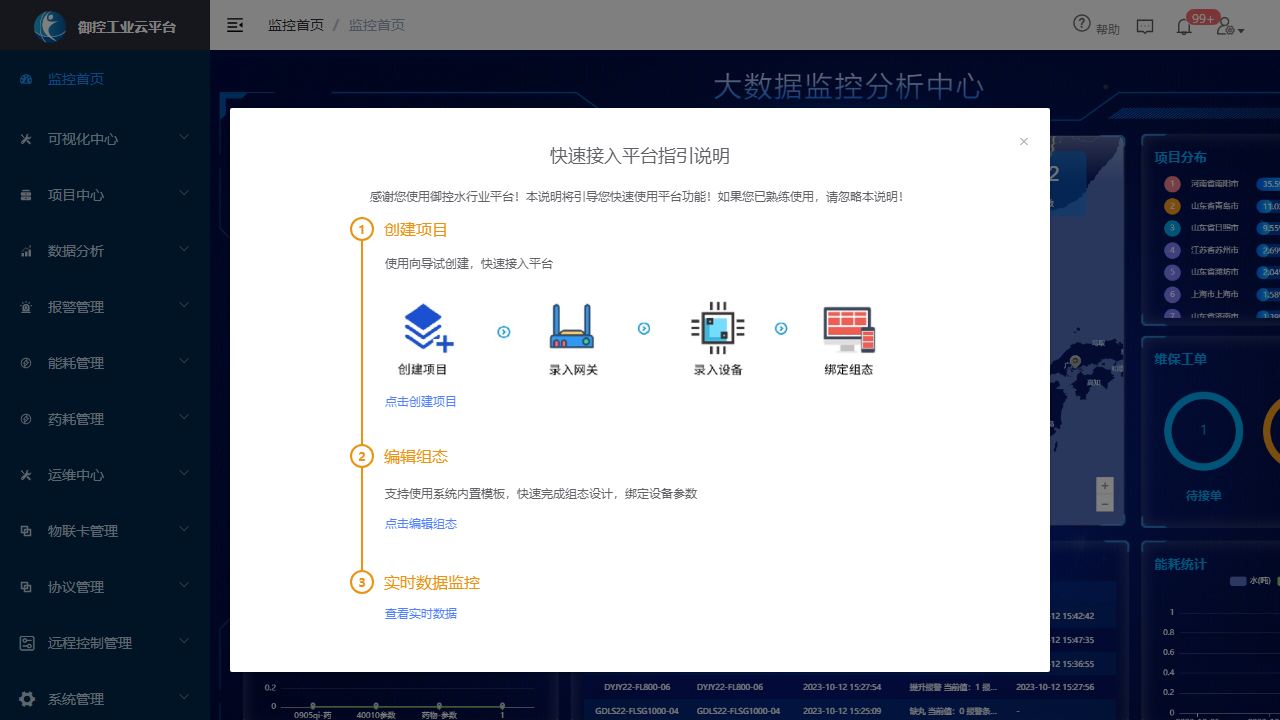 御控工业云平台
监控首页 / 监控首页
帮助
99+
监控首页
可视化中心
项目中心
数据分析
报警管理
能耗管理
药耗管理
运维中心
物联卡管理
协议管理
远程控制管理
系统管理
大数据监控分析中心
快速接入平台指引说明
×
感谢您使用御控水行业平台！本说明将引导您快速使用平台功能！如果您已熟练使用，请忽略本说明！
1 创建项目
使用向导试创建，快速接入平台
创建项目 录入网关 录入设备 绑定组态
点击创建项目
2 编辑组态
支持使用系统内置模板，快速完成组态设计，绑定设备参数
点击编辑组态
3 实时数据监控
查看实时数据
项目分布
1 河南省南阳市
2 山东省青岛市
3 山东省日照市
4 江苏省苏州市
5 山东省潍坊市
6 上海市上海市
7 山东省济南市
维保工单
1
待接单
能耗统计
水(吨)
1
0.8
0.6
0.4
0.2
0
-12 15:42:42
-12 15:47:35
-12 15:36:55
DYJY22-FL800-06 DYJY22-FL800-06 2023-10-12 15:27:54 提升报警 当前值：1 报... 2023-10-12 15:27:56
GDLS22-FLSG1000-04 GDLS22-FLSG1000-04 2023-10-12 15:25:09 缺丸 当前值：0 报警条... -
0.2
0
0905qi-药 40010参数 药物-参数 1